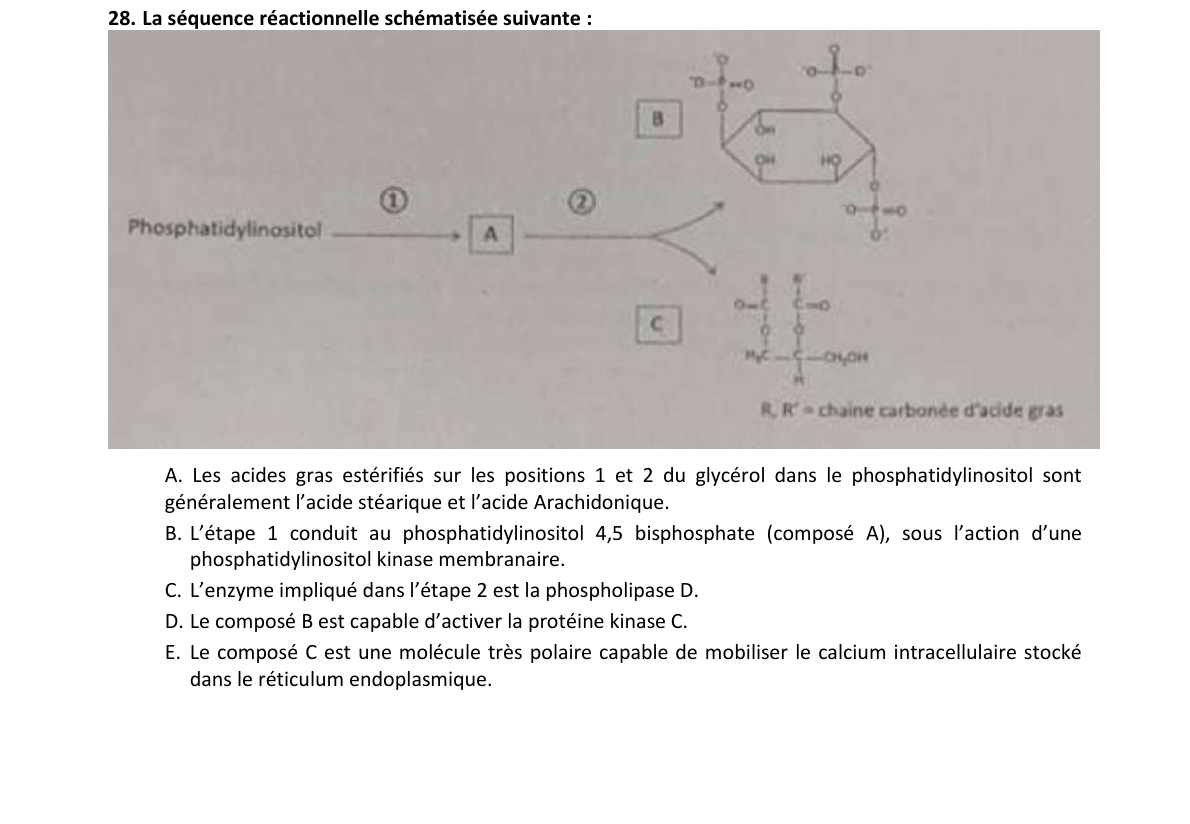 28. La séquence réactionnelle schématisée suivante :
B
①
②
Phosphatidylinositol
A
C
R, R' = chaine carbonée d'acide gras
A. Les acides gras estérifiés sur les positions 1 et 2 du glycérol dans le phosphatidylinositol sont
généralement l'acide stéarique et l'acide Arachidonique.
B. L'étape 1 conduit au phosphatidylinositol 4,5 bisphosphate (composé A), sous l'action d'une
phosphatidylinositol kinase membranaire.
C. L'enzyme impliqué dans l'étape 2 est la phospholipase D.
D. Le composé B est capable d'activer la protéine kinase C.
E. Le composé C est une molécule très polaire capable de mobiliser le calcium intracellulaire stocké
dans le réticulum endoplasmique.